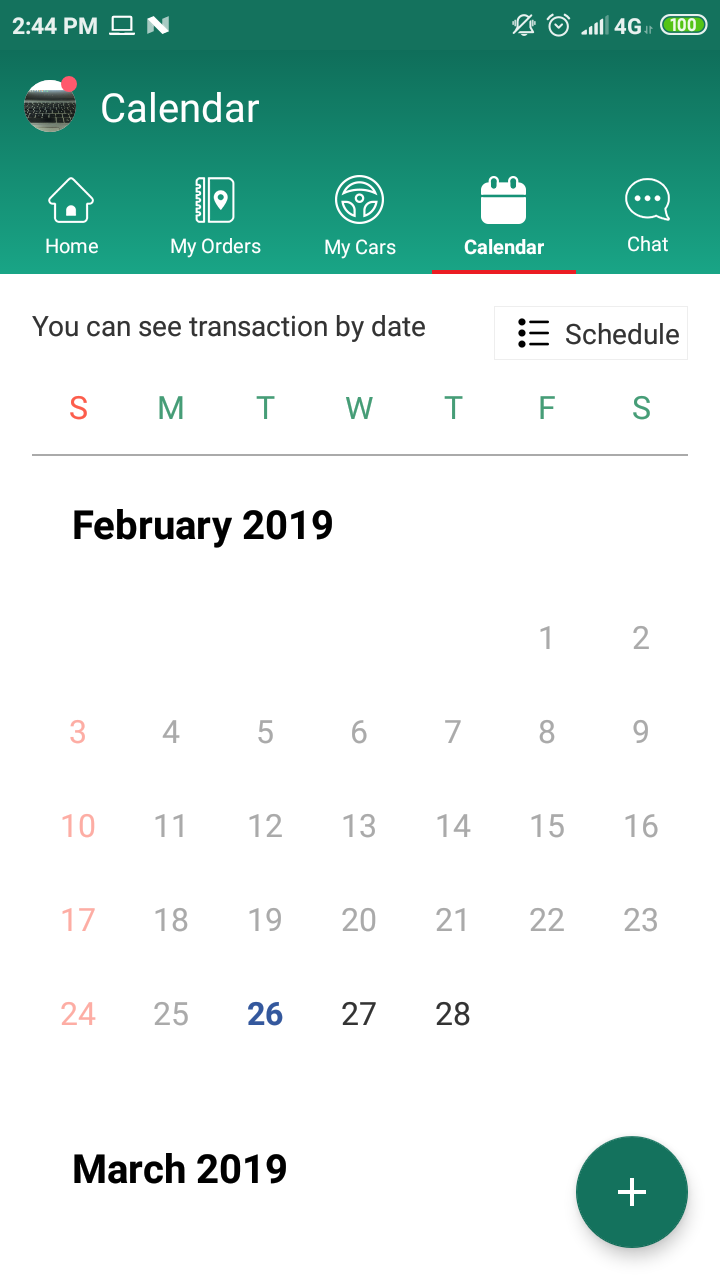 2:44 PM 4G 100
Calendar
Home My Orders My Cars Calendar Chat
You can see transaction by date Schedule
S M T W T F S
February 2019
1 2
3 4 5 6 7 8 9
10 11 12 13 14 15 16
17 18 19 20 21 22 23
24 25 26 27 28
March 2019
+